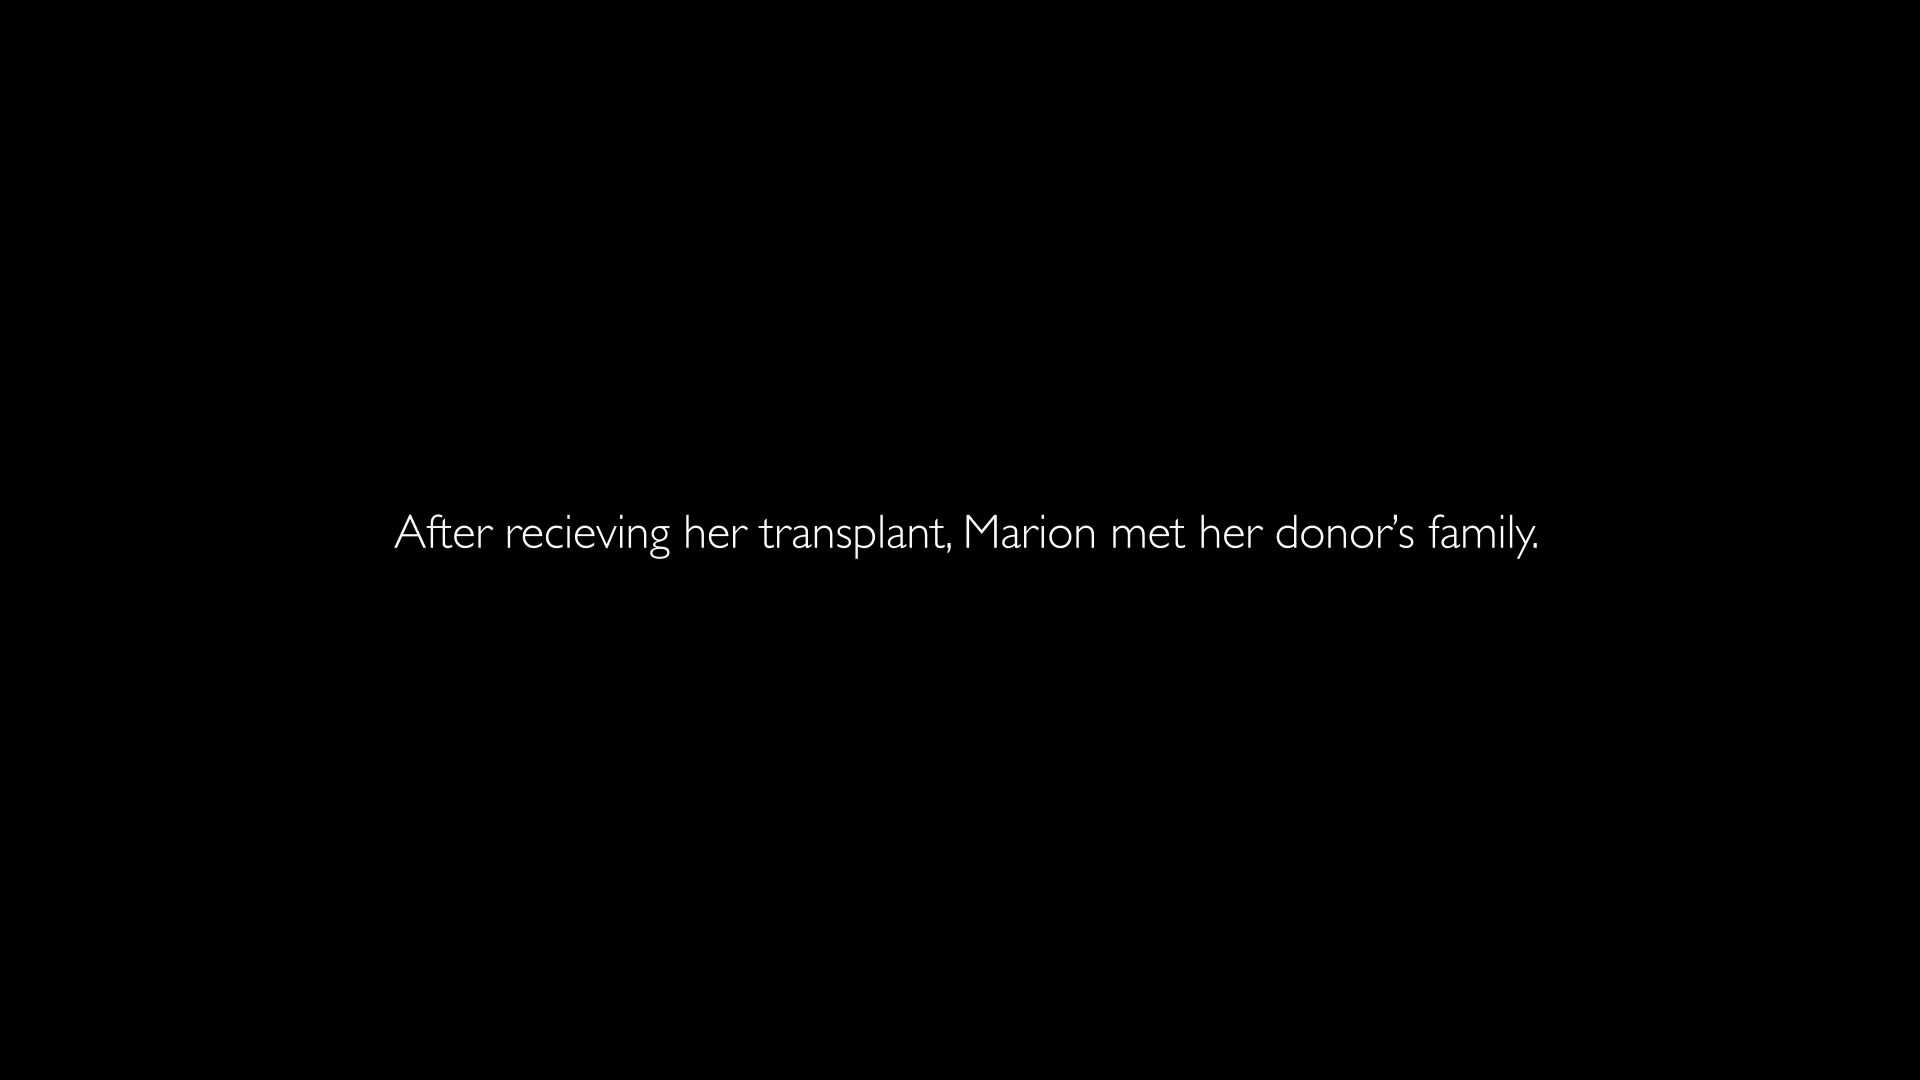 After recieving her transplant, Marion met her donor’s family.